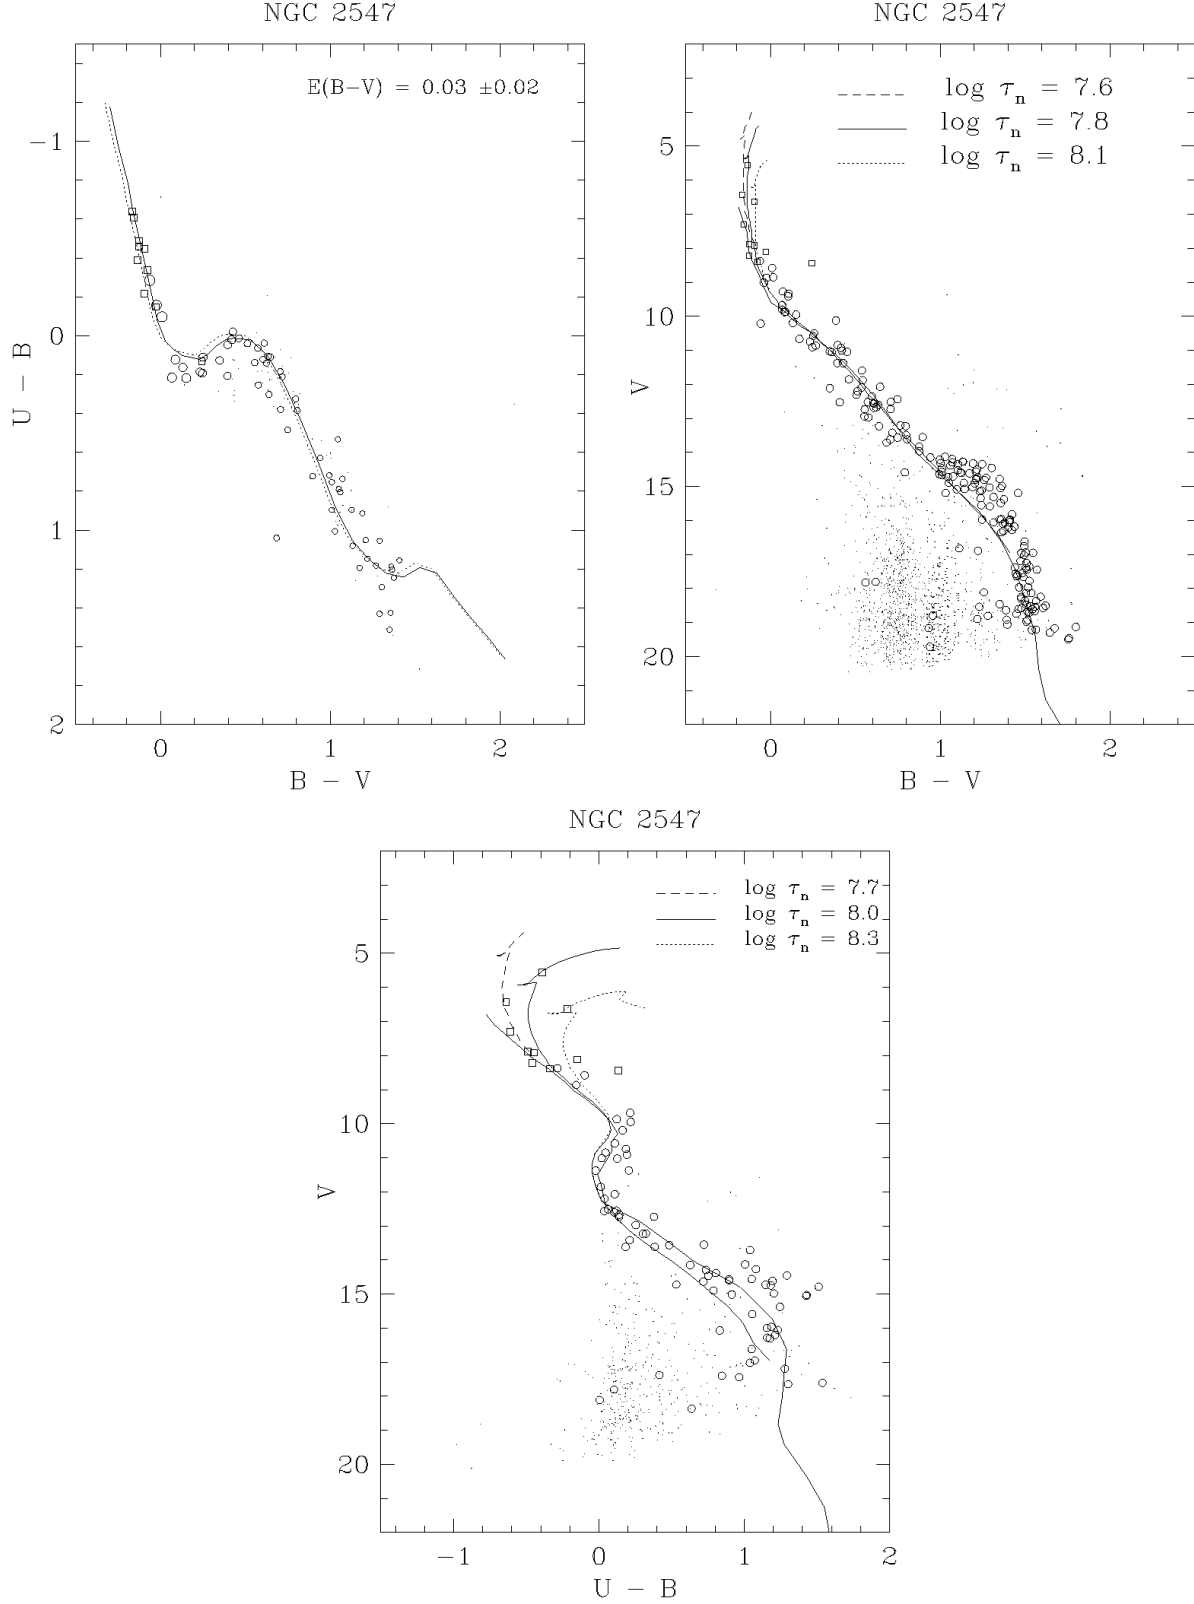 NGC 2547
E(B−V) = 0.03 ±0.02
−1
0
1
2
U − B
0 1 2
B − V
NGC 2547
log τn = 7.6
log τn = 7.8
log τn = 8.1
5
10
15
20
V
0 1 2
B − V
NGC 2547
log τn = 7.7
log τn = 8.0
log τn = 8.3
5
10
15
20
V
−1 0 1 2
U − B